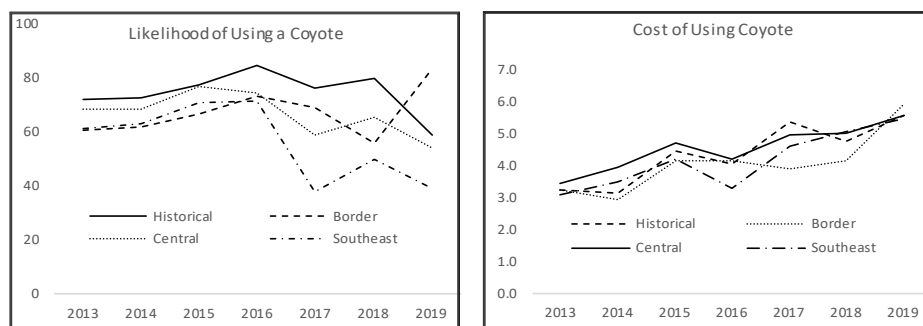 Likelihood of Using a Coyote
100
80
60
40
20
0
Historical
Border
Central
Southeast
2013 2014 2015 2016 2017 2018 2019
Cost of Using Coyote
7.0
6.0
5.0
4.0
3.0
2.0
1.0
0.0
Historical
Border
Central
Southeast
2013 2014 2015 2016 2017 2018 2019